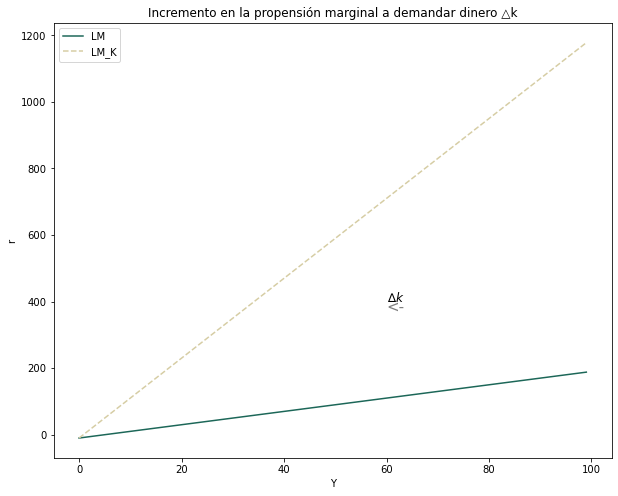 Incremento en la propensión marginal a demandar dinero △k
LM
LM_K
1200
1000
800
600
400
200
0
r
Δk
<-
0 20 40 60 80 100
Y